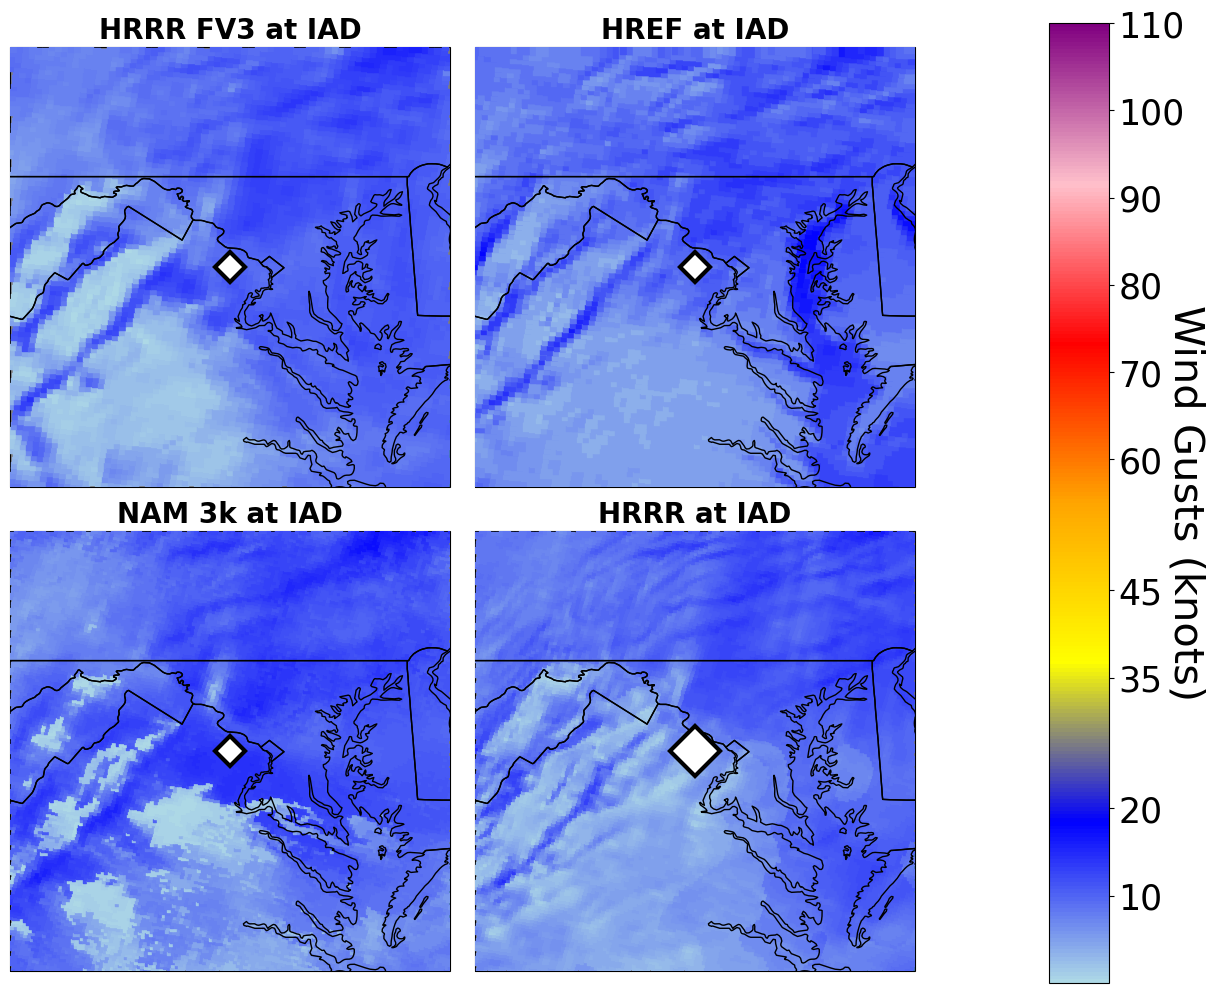 HRRR FV3 at IAD
HREF at IAD
NAM 3k at IAD
HRRR at IAD
110
100
90
80
70
60
45
35
20
10
Wind Gusts (knots)